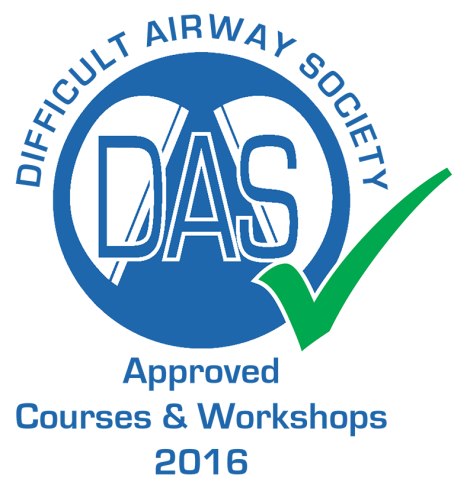 DIFFICULT AIRWAY SOCIETY
DAS
Approved
Courses & Workshops
2016